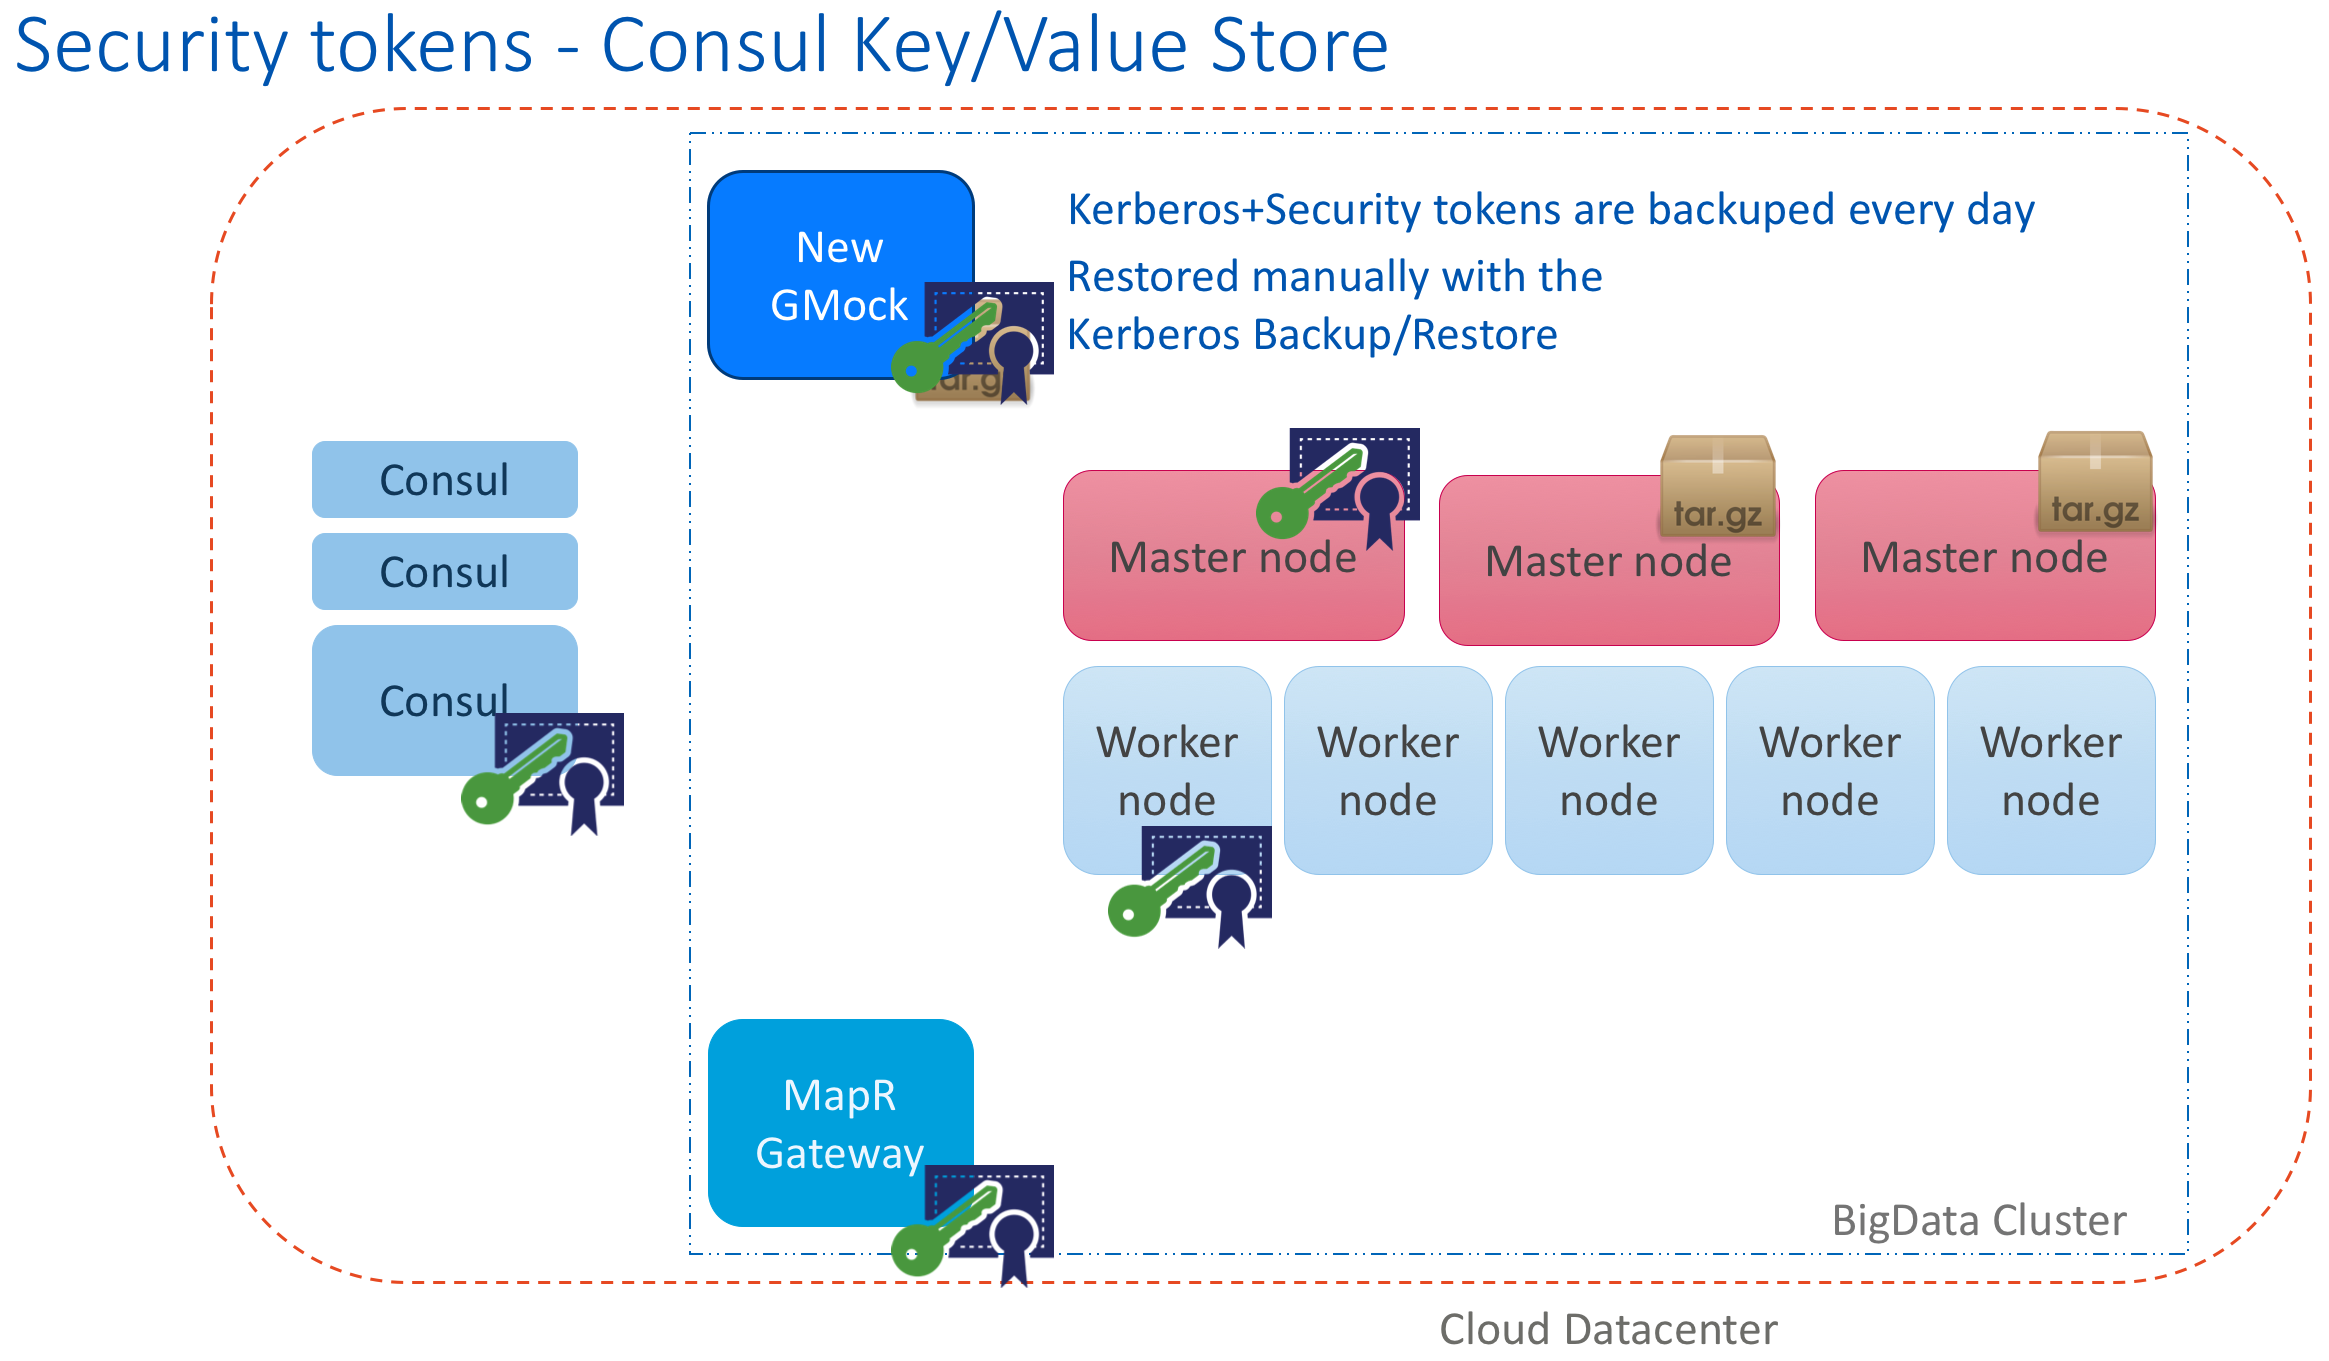 Security tokens - Consul Key/Value Store
New
GMock
tar.g
Kerberos+Security tokens are backuped every day
Restored manually with the
Kerberos Backup/Restore
Consul
Consul
Consul
tar.gz
tar.gz
Master node
Master node
Master node
Worker
node
Worker
node
Worker
node
Worker
node
Worker
node
MapR
Gateway
BigData Cluster
Cloud Datacenter